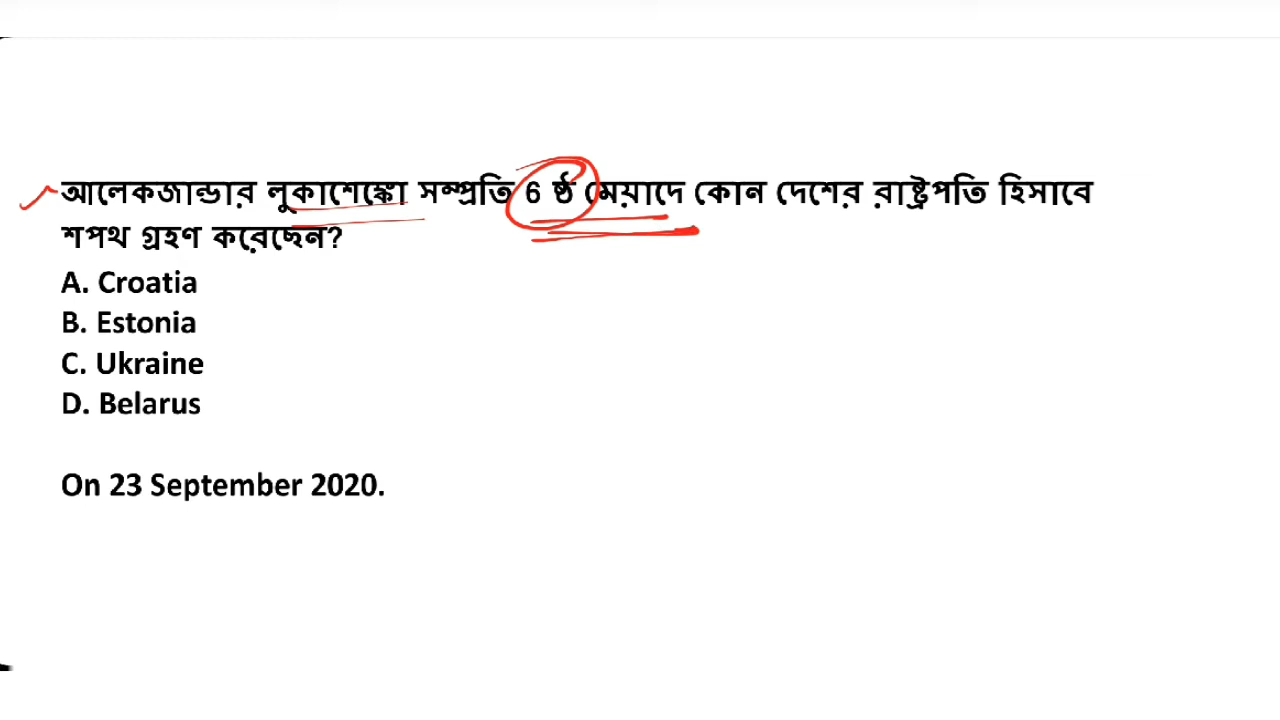 আলেকজান্ডার লুকাশেঙ্কো সম্প্রতি 6 ষ্ঠ মেয়াদে কোন দেশের রাষ্ট্রপতি হিসাবে
শপথ গ্রহণ করেছেন?
A. Croatia
B. Estonia
C. Ukraine
D. Belarus
On 23 September 2020.